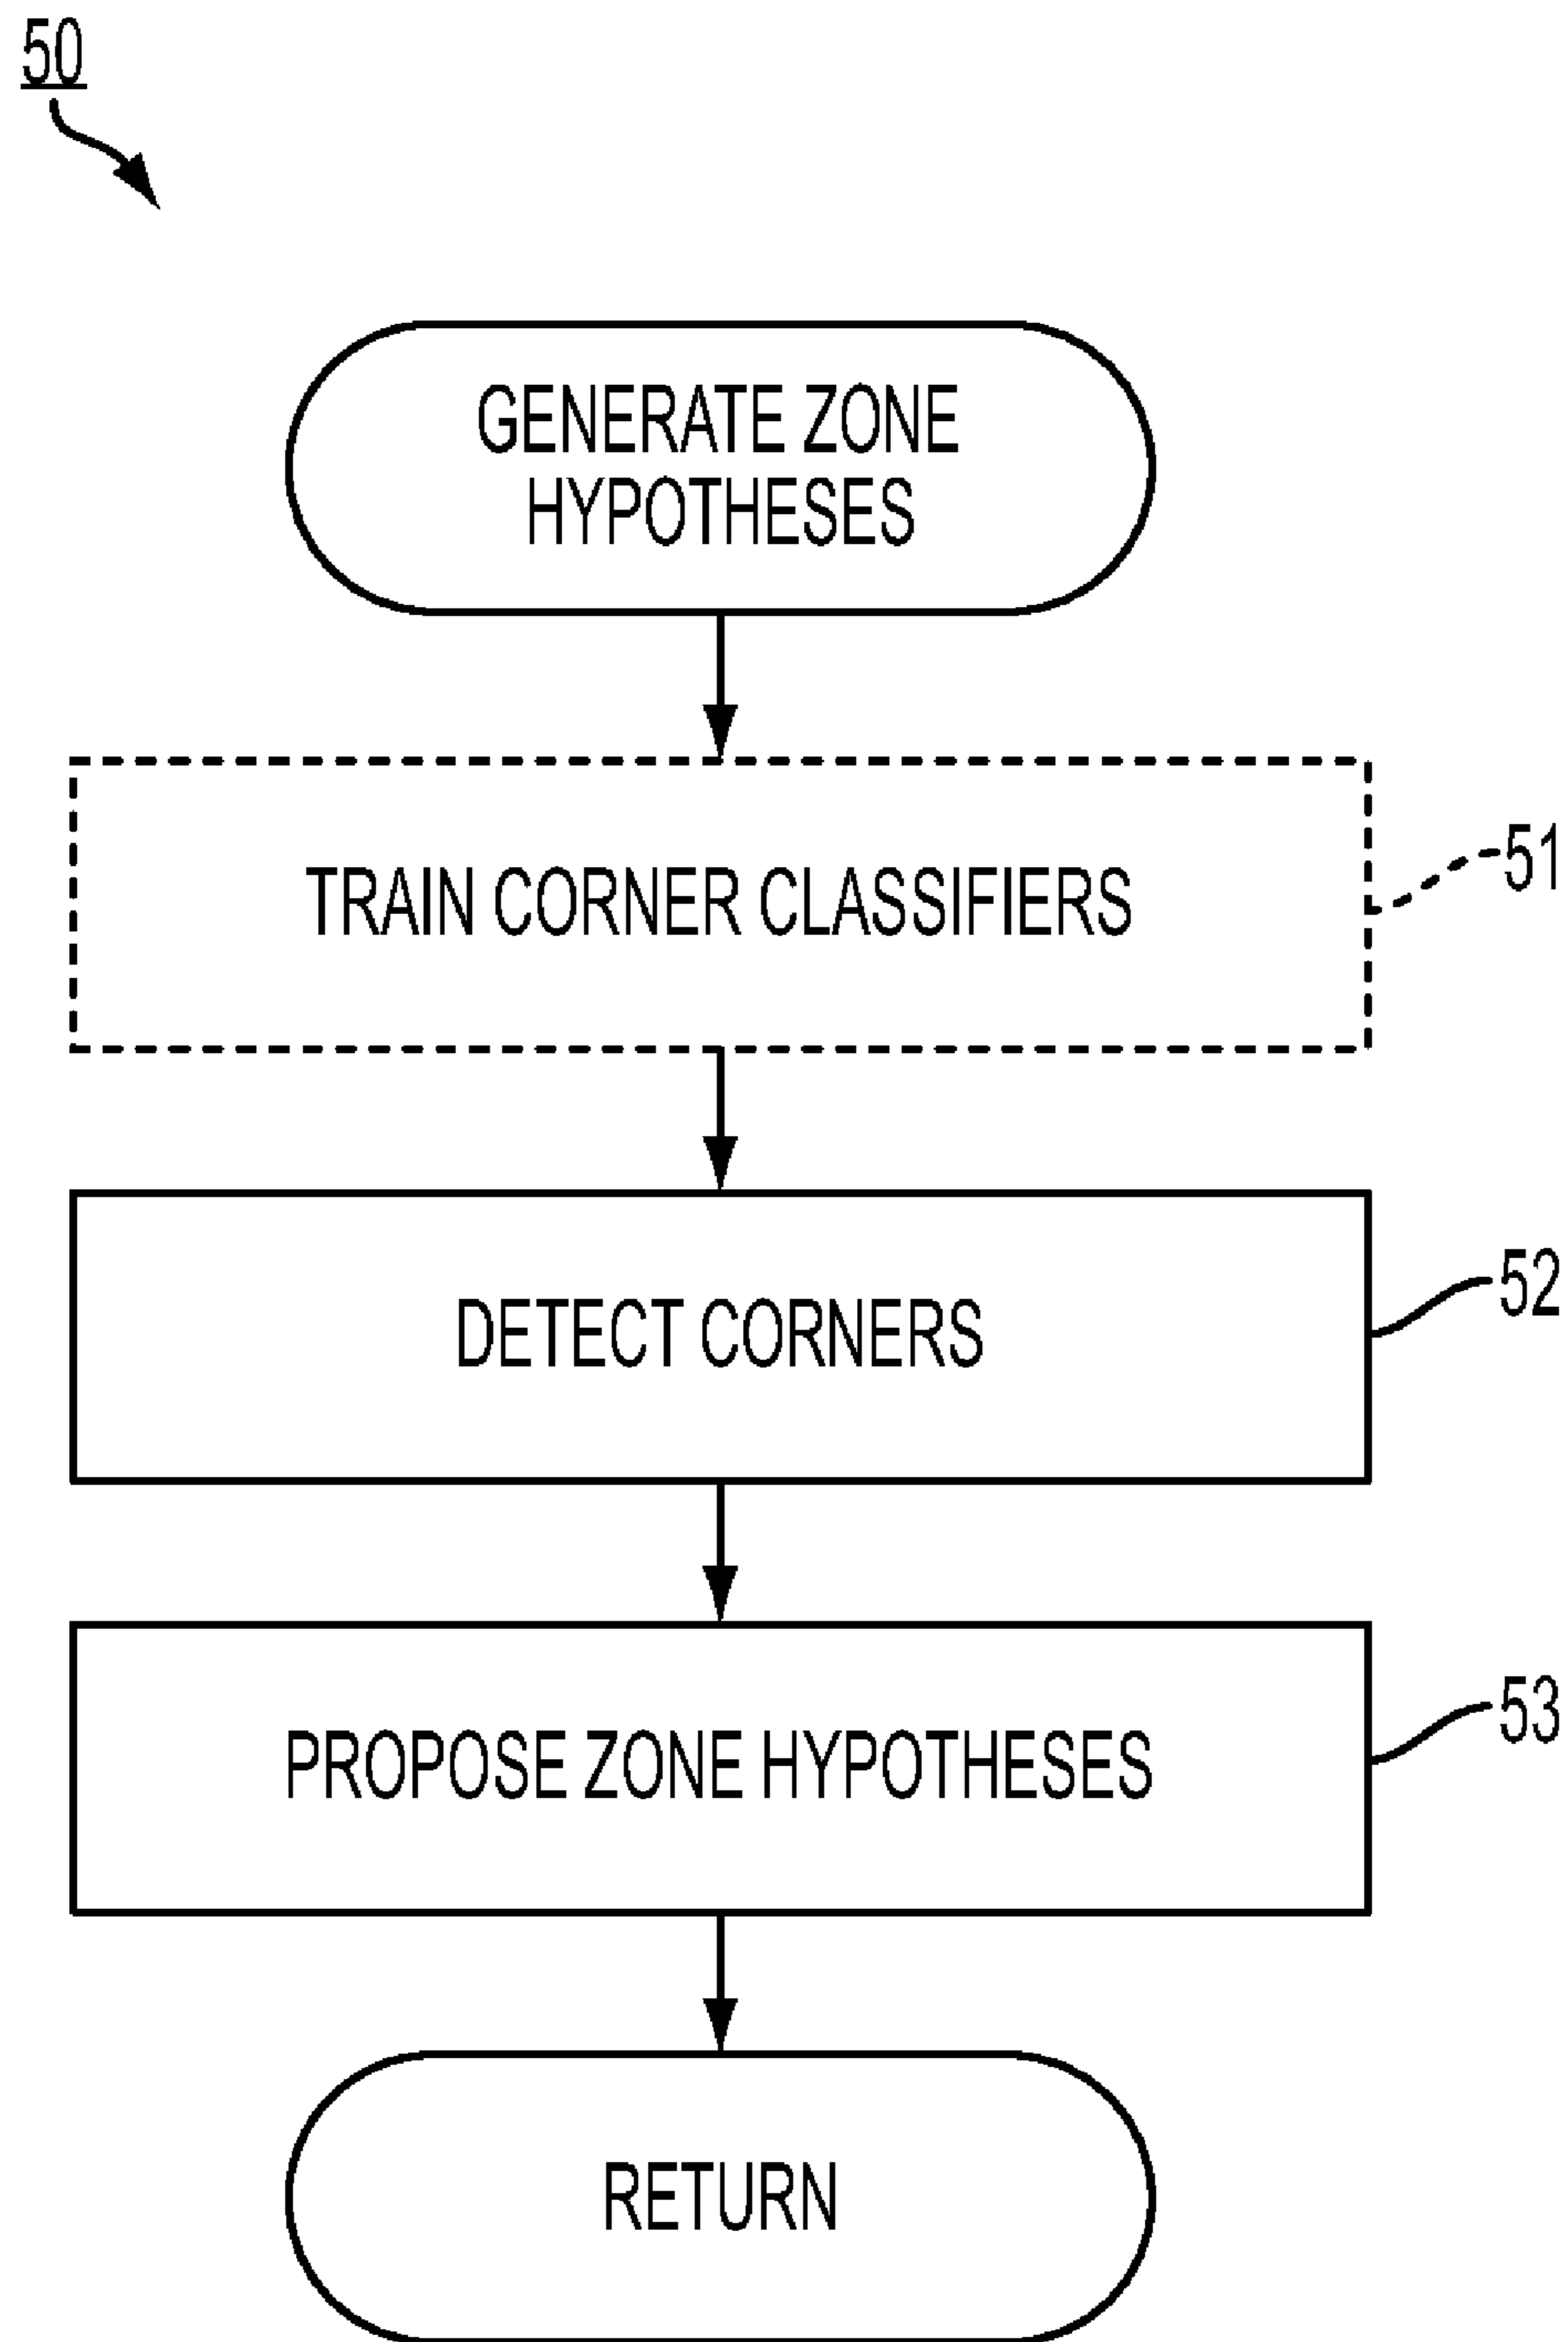 50
GENERATE ZONE
HYPOTHESES
TRAIN CORNER CLASSIFIERS
51
DETECT CORNERS
52
PROPOSE ZONE HYPOTHESES
53
RETURN